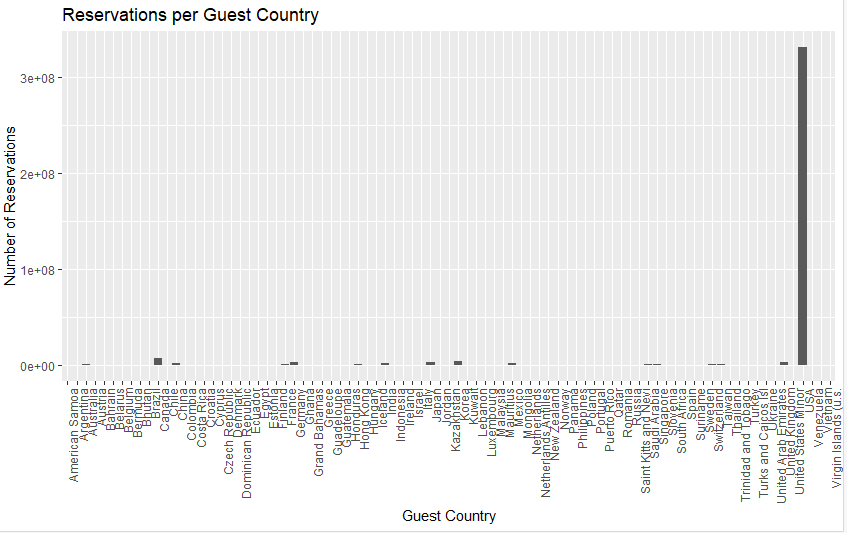 Reservations per Guest Country
Number of Reservations
3e+08
2e+08
1e+08
0e+00
American Samoa
Argentina
Australia
Austria
Bahrain
Belarus
Belgium
Bermuda
Bhutan
Brazil
Canada
Chile
China
Colombia
Costa Rica
Croatia
Cyprus
Czech Republic
Denmark
Dominican Republic
Ecuador
Egypt
Estonia
Finland
France
Germany
Ghana
Grand Bahamas
Greece
Guadeloupe
Guatemala
Honduras
Hong Kong
Hungary
Iceland
India
Indonesia
Ireland
Israel
Italy
Japan
Jordan
Kazakhstan
Korea
Kuwait
Lebanon
Luxembourg
Malaysia
Mauritius
Mexico
Mongolia
Netherlands
Netherlands Antilles
New Zealand
Norway
Panama
Philippines
Poland
Portugal
Puerto Rico
Qatar
Romania
Russia
Saint Kitts and Nevi
Saudi Arabia
Singapore
Slovenia
South Africa
Spain
Suriname
Sweden
Switzerland
Taiwan
Thailand
Trinidad and Tobago
Turkey
Turks and Caicos Isl
Ukraine
United Arab Emirates
United Kingdom
United States Minor
USA
Venezuela
Vietnam
Virgin Islands (u.s.
Guest Country